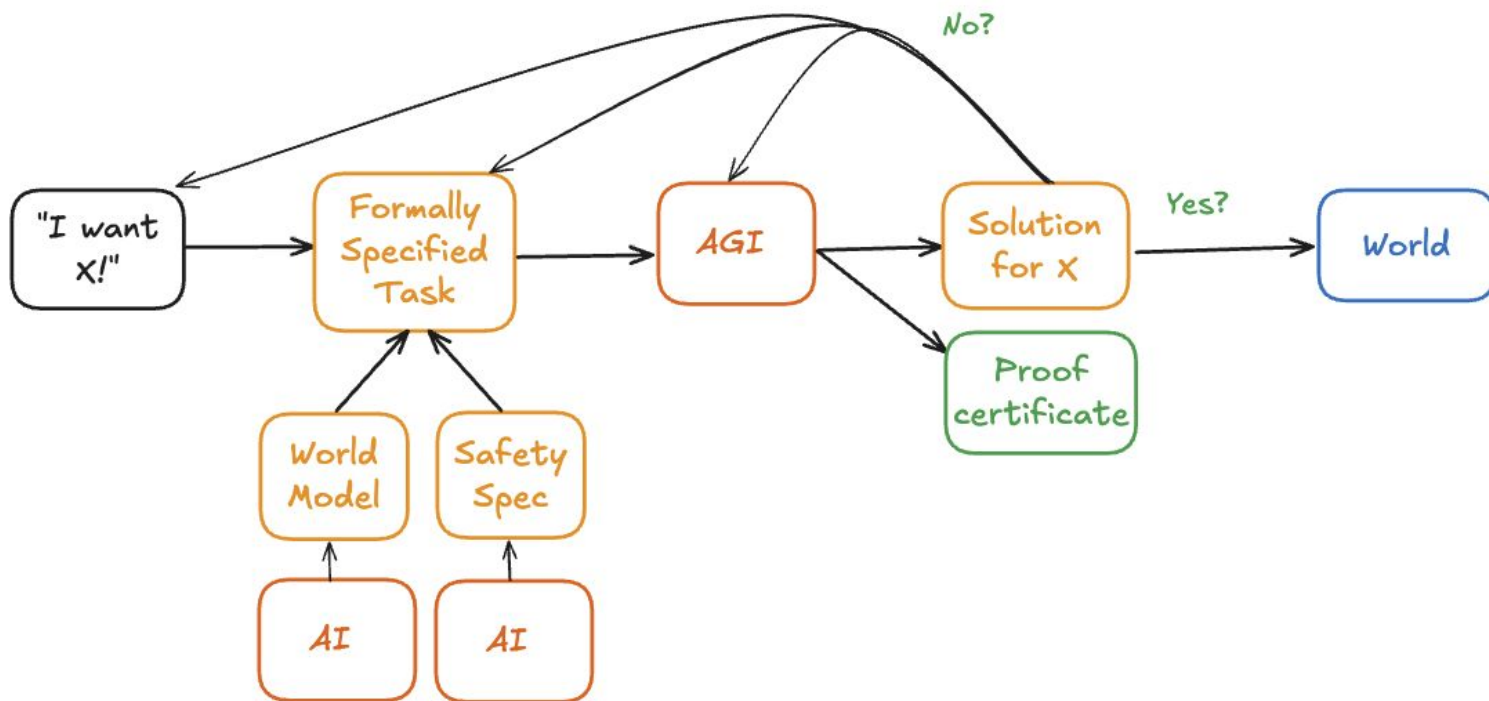 No?
"I want
X!"
Formally
Specified
Task
AGI
Solution
for X
Yes?
World
Proof
certificate
World
Model
Safety
Spec
AI
AI